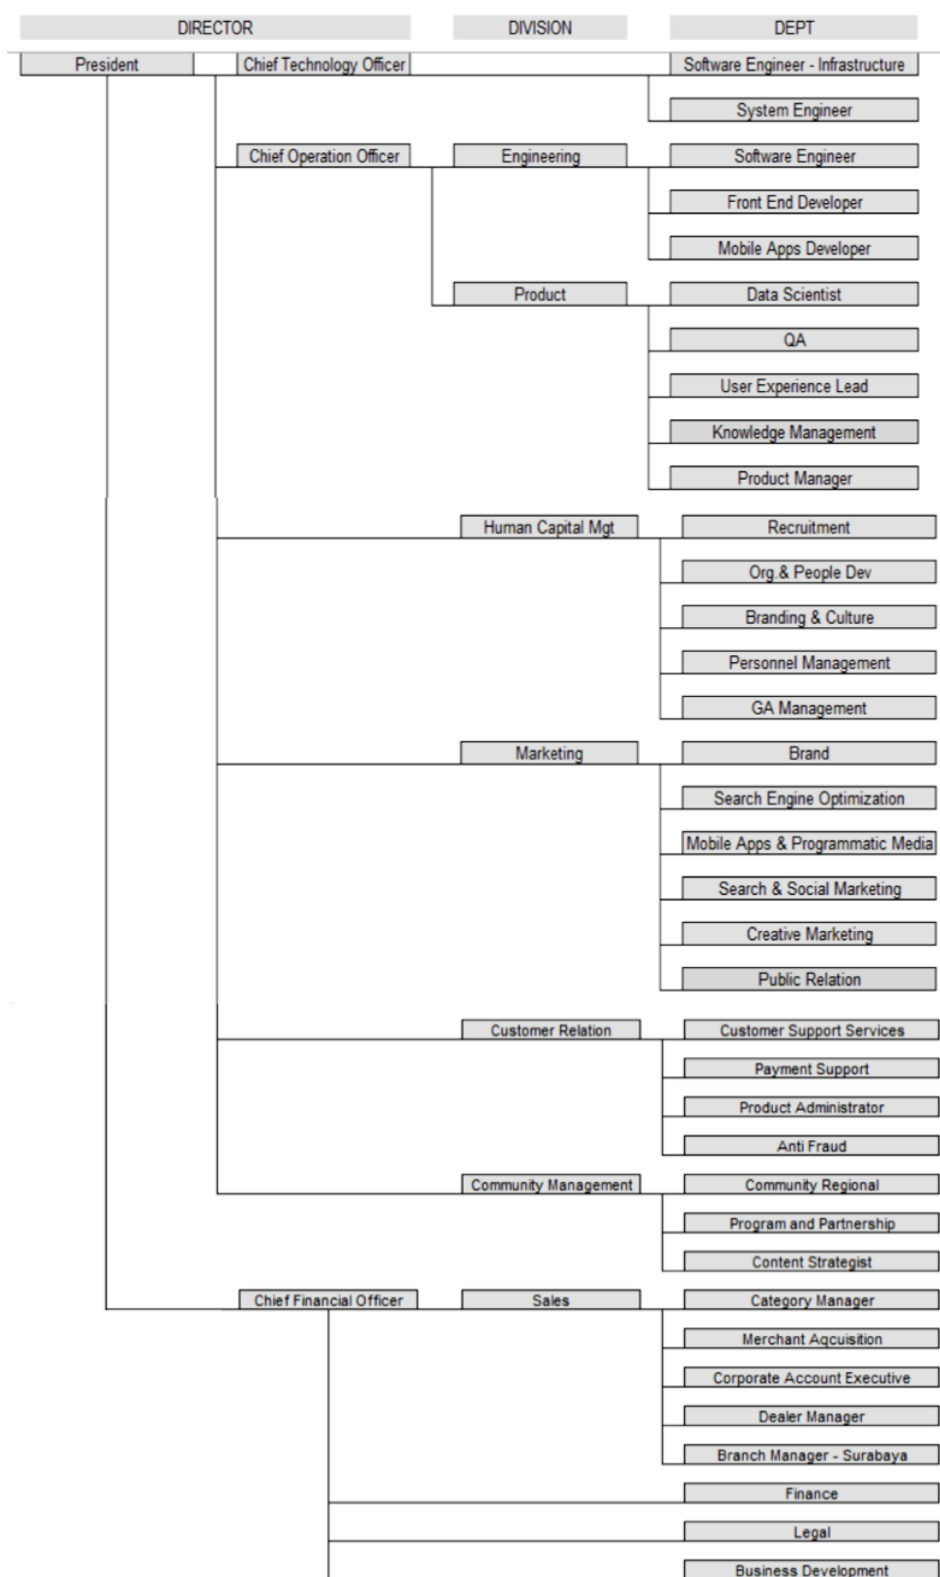 DIRECTOR DIVISION DEPT
President Chief Technology Officer Software Engineer - Infrastructure
System Engineer
Chief Operation Officer Engineering Software Engineer
Front End Developer
Mobile Apps Developer
Product Data Scientist
QA
User Experience Lead
Knowledge Management
Product Manager
Human Capital Mgt Recruitment
Org.& People Dev
Branding & Culture
Personnel Management
GA Management
Marketing Brand
Search Engine Optimization
Mobile Apps & Programmatic Media
Search & Social Marketing
Creative Marketing
Public Relation
Customer Relation Customer Support Services
Payment Support
Product Administrator
Anti Fraud
Community Management Community Regional
Program and Partnership
Content Strategist
Chief Financial Officer Sales Category Manager
Merchant Aqcuisition
Corporate Account Executive
Dealer Manager
Branch Manager - Surabaya
Finance
Legal
Business Development